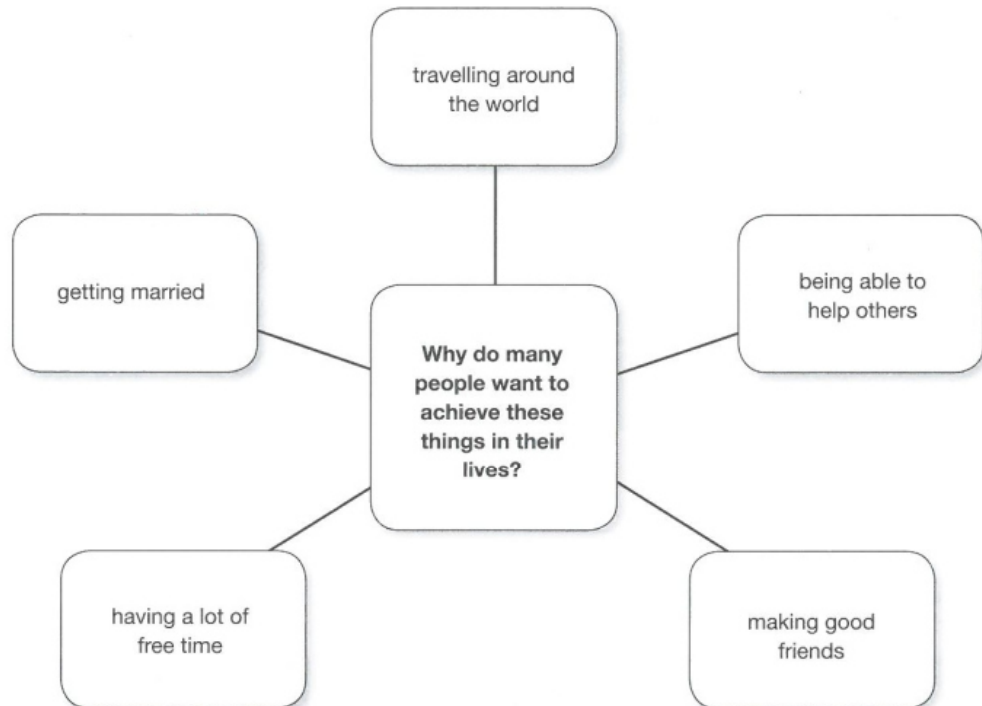 travelling around
the world
getting married
being able to
help others
Why do many
people want to
achieve these
things in their
lives?
having a lot of
free time
making good
friends